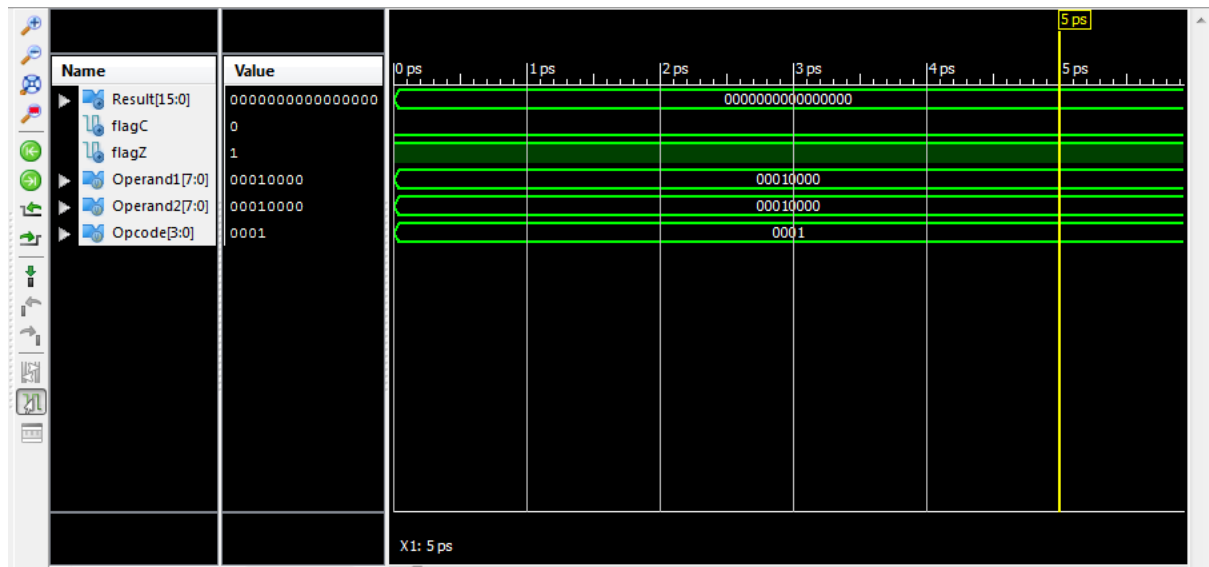 5 ps
Name Value 0 ps 1 ps 2 ps 3 ps 4 ps 5 ps
Result[15:0] 0000000000000000 0000000000000000
flagC 0
flagZ 1
Operand1[7:0] 00010000 00010000
Operand2[7:0] 00010000 00010000
Opcode[3:0] 0001 0001
X1: 5 ps